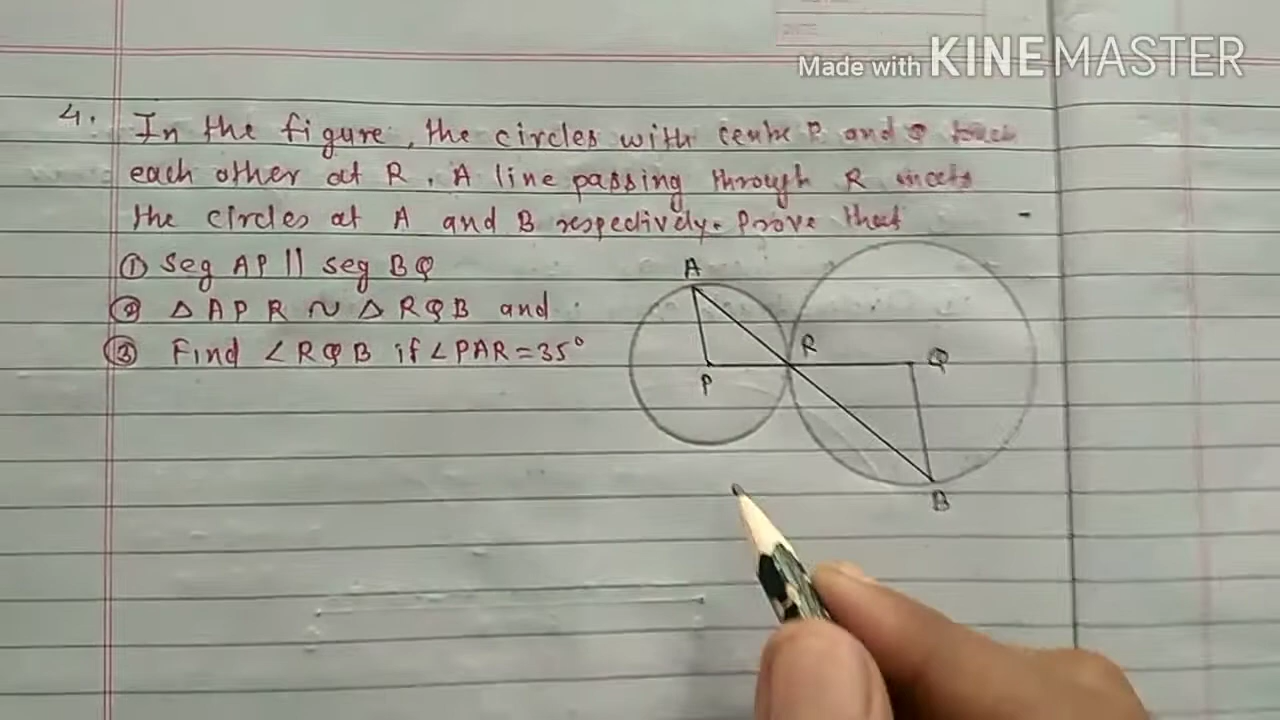 Made with KINEMASTER
4. In the figure, the circles with centre P and Q touch
each other at R. A line passing through R meets
the circles at A and B respectively. Prove that
① seg AP || seg BQ
② △ APR ~ △ RQB and
③ Find ∠RQB if ∠PAR = 35°
A
R
P
Q
B